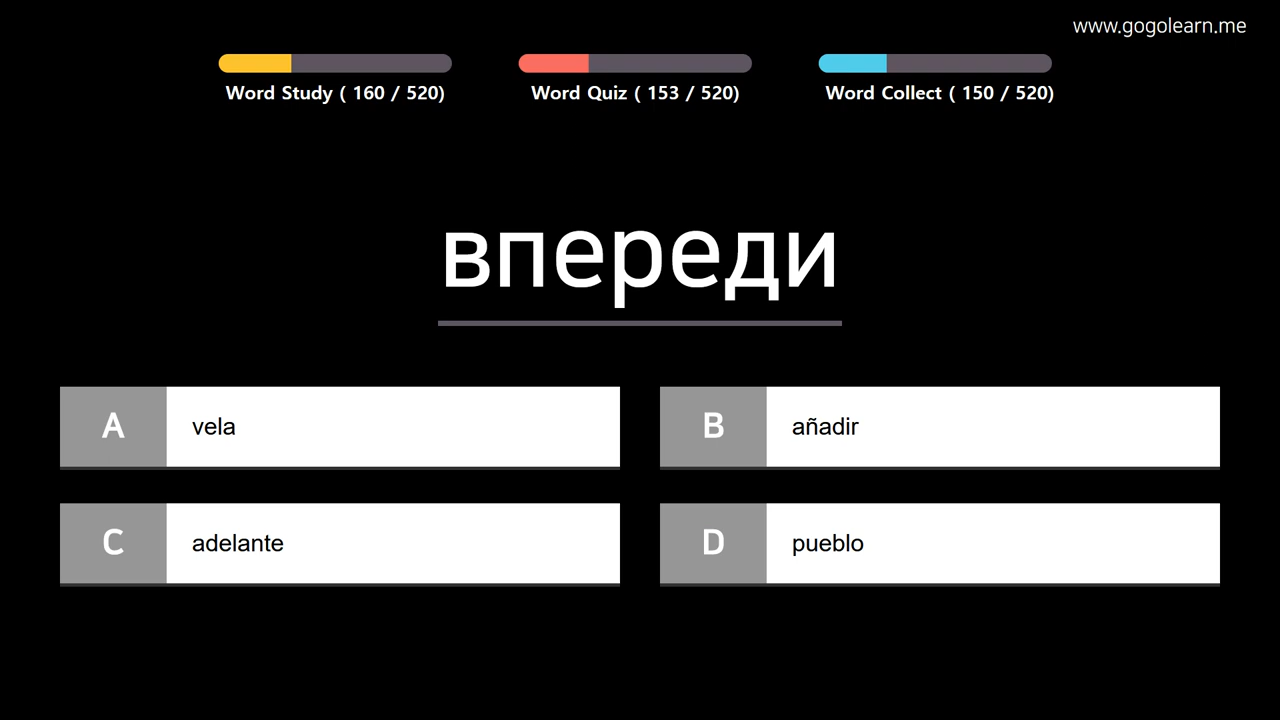 www.gogolearn.me
Word Study ( 160 / 520)
Word Quiz ( 153 / 520)
Word Collect ( 150 / 520)
впереди
A vela
B añadir
C adelante
D pueblo